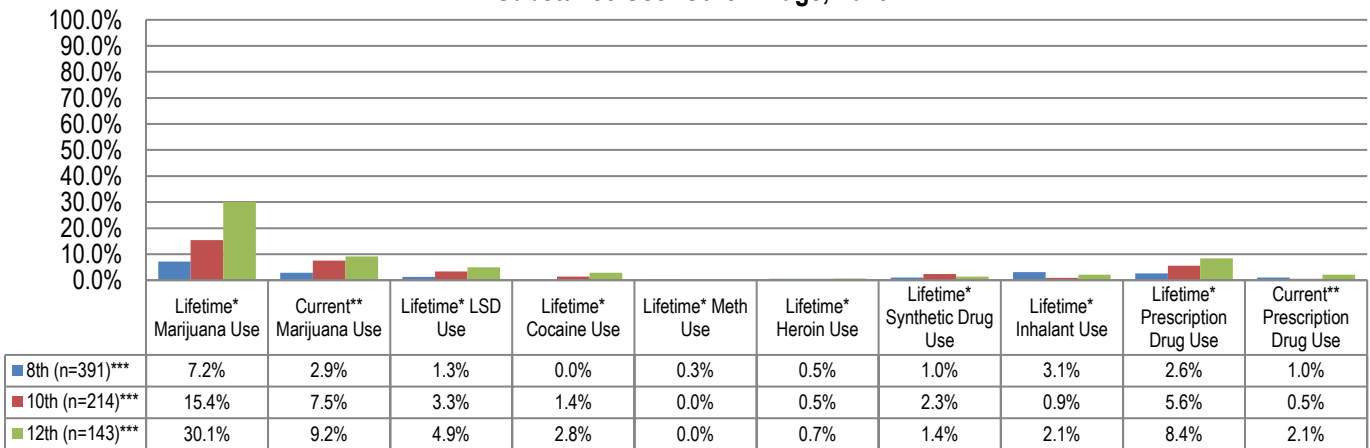 100.0%
90.0%
80.0%
70.0%
60.0%
50.0%
40.0%
30.0%
20.0%
10.0%
0.0%
Lifetime* Marijuana Use
Current** Marijuana Use
Lifetime* LSD Use
Lifetime* Cocaine Use
Lifetime* Meth Use
Lifetime* Heroin Use
Lifetime* Synthetic Drug Use
Lifetime* Inhalant Use
Lifetime* Prescription Drug Use
Current** Prescription Drug Use
8th (n=391)*** 7.2% 2.9% 1.3% 0.0% 0.3% 0.5% 1.0% 3.1% 2.6% 1.0%
10th (n=214)*** 15.4% 7.5% 3.3% 1.4% 0.0% 0.5% 2.3% 0.9% 5.6% 0.5%
12th (n=143)*** 30.1% 9.2% 4.9% 2.8% 0.0% 0.7% 1.4% 2.1% 8.4% 2.1%